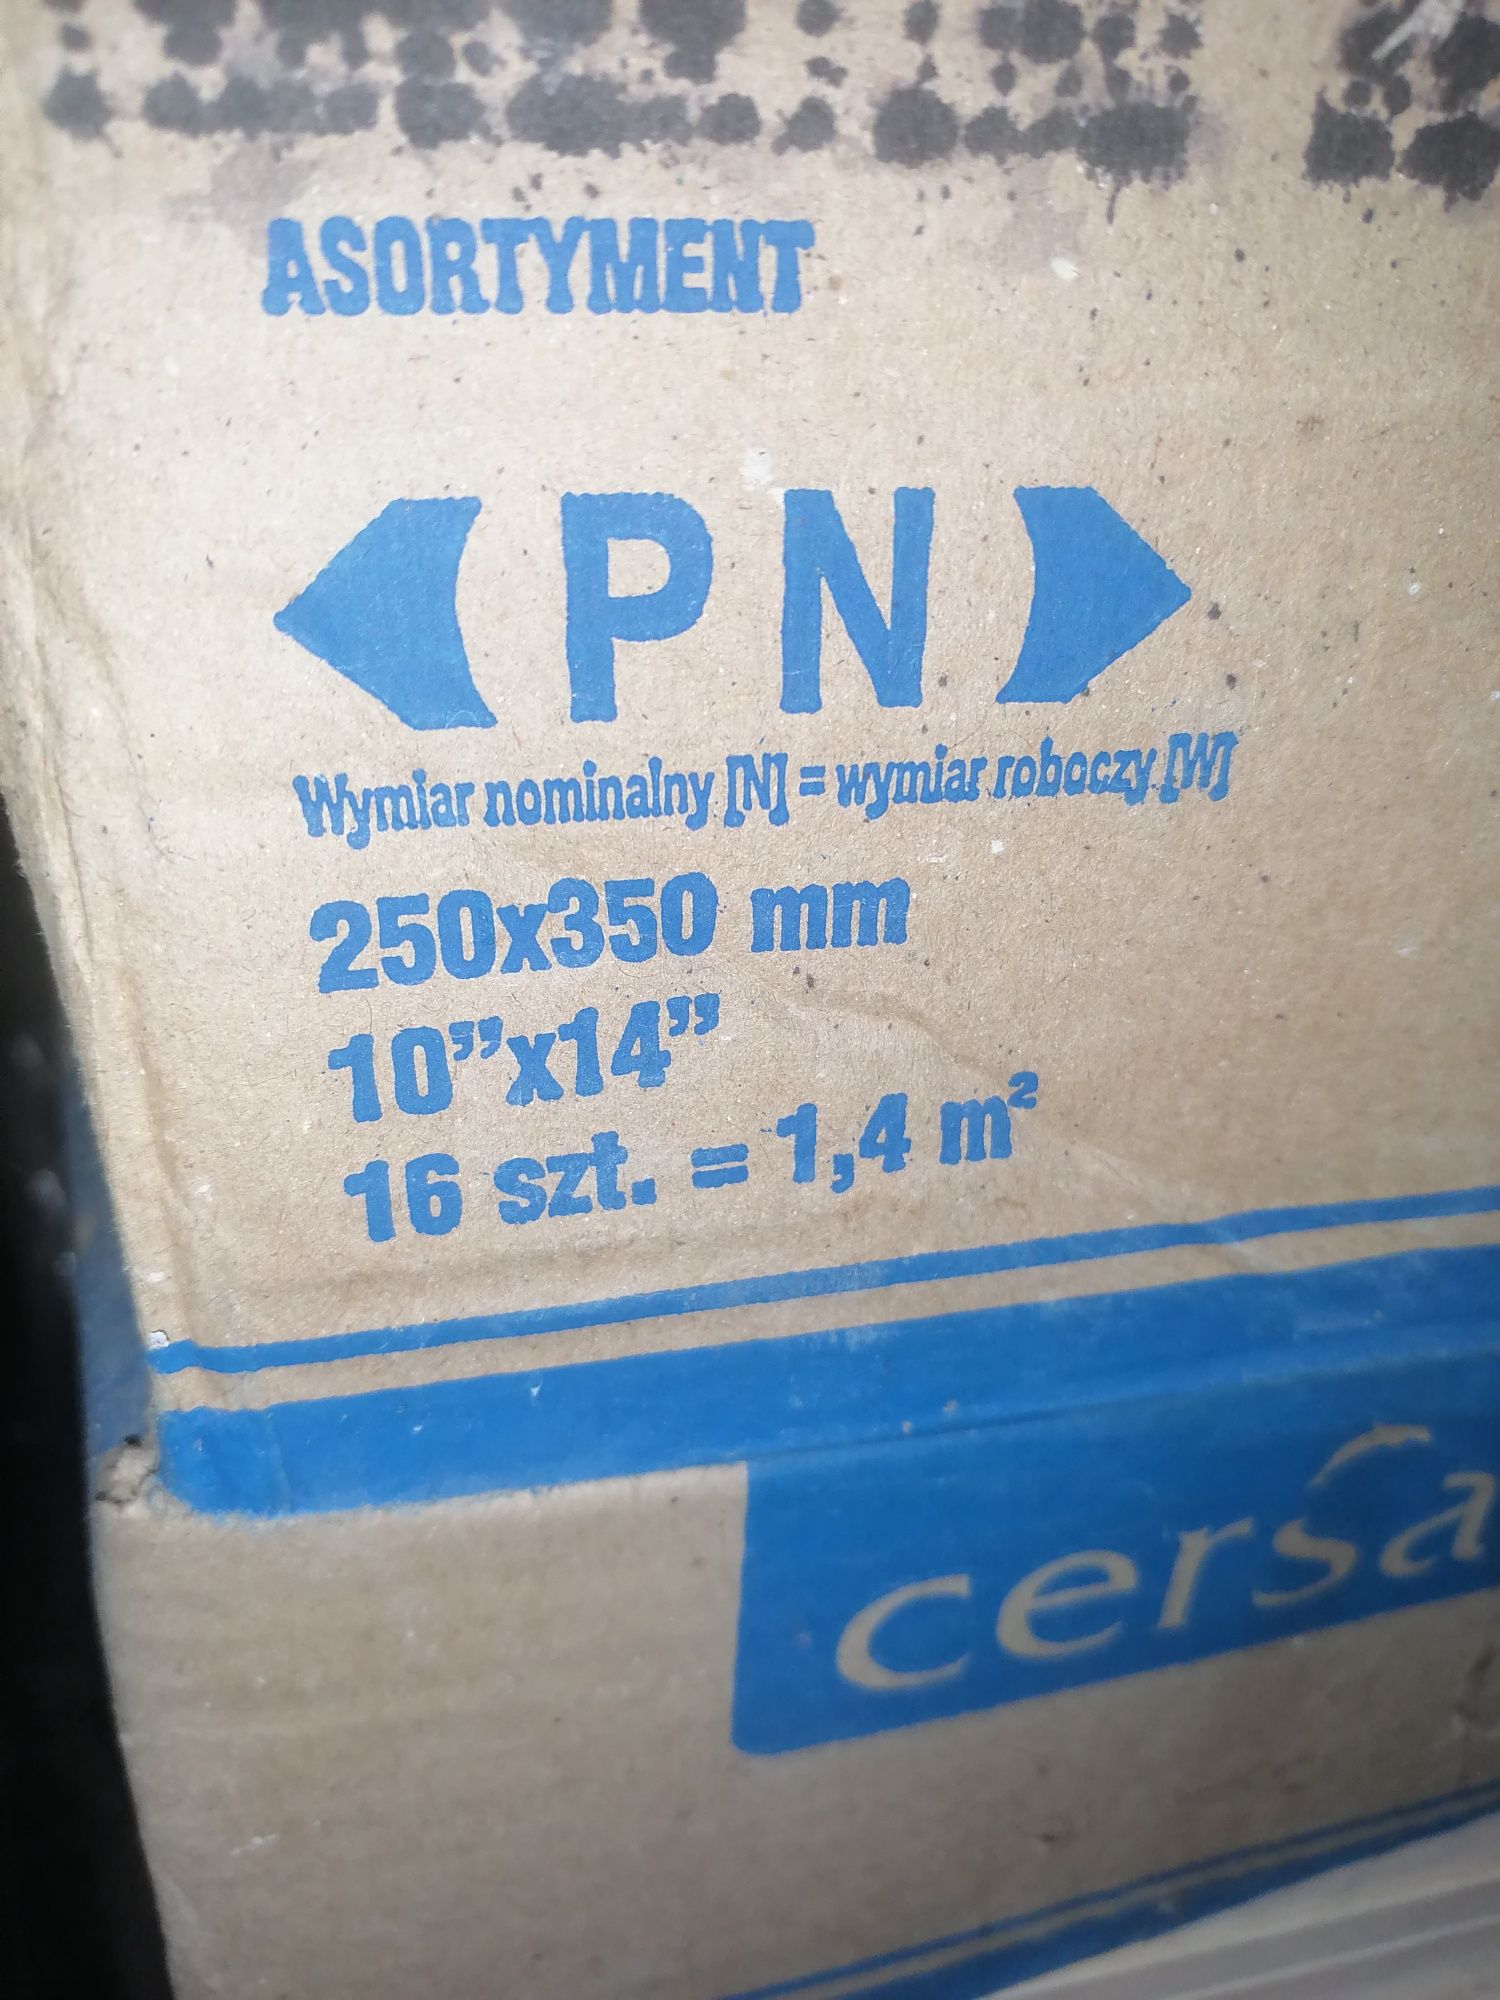 ASORTYMENT
PN
Wymiar nominalny [N] = wymiar roboczy [W]
250x350 mm
10”x14”
16 szt. = 1,4 m²
cersa